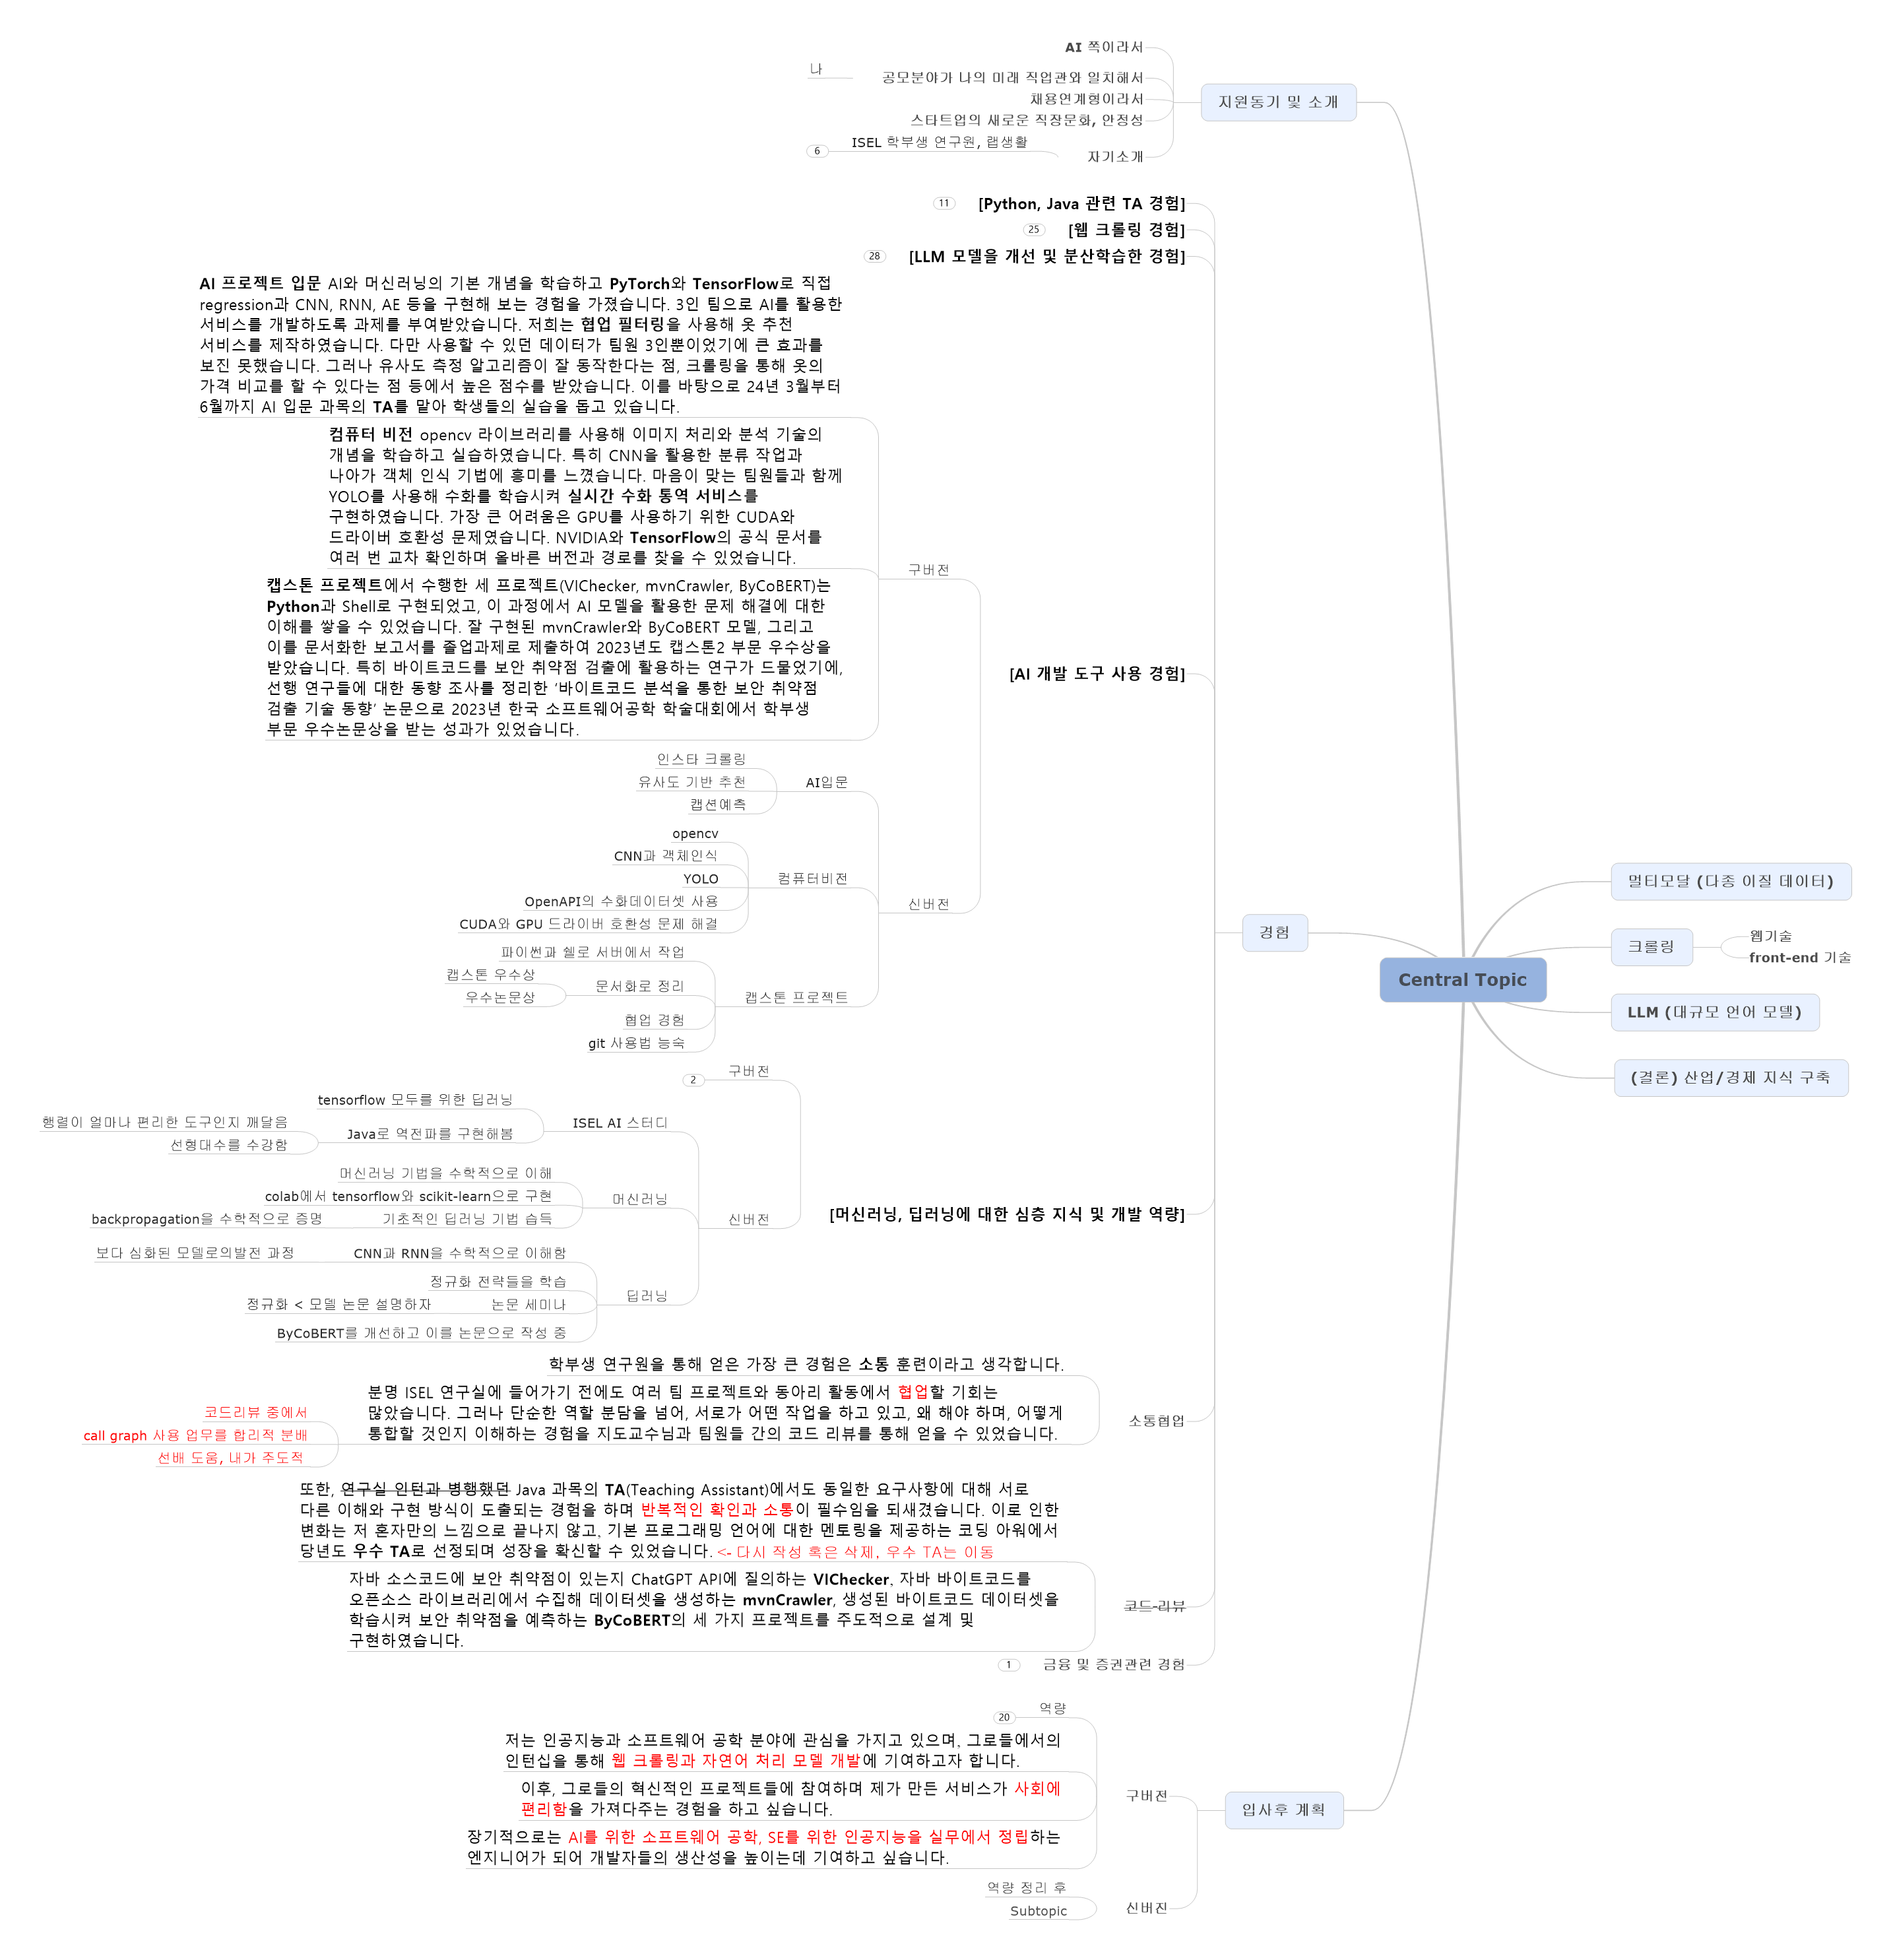 AI 쪽이라서
나
공모분야가 나의 미래 직업관와 일치해서
채용연계형이라서
스타트업의 새로운 직장문화, 안정성
6
ISEL 학부생 연구원, 랩생활
자기소개
지원동기 및 소개
11
[Python, Java 관련 TA 경험]
25
[웹 크롤링 경험]
28
[LLM 모델을 개선 및 분산학습한 경험]
AI 프로젝트 입문 AI와 머신러닝의 기본 개념을 학습하고 PyTorch와 TensorFlow로 직접
regression과 CNN, RNN, AE 등을 구현해 보는 경험을 가졌습니다. 3인 팀으로 AI를 활용한
서비스를 개발하도록 과제를 부여받았습니다. 저희는 협업 필터링을 사용해 옷 추천
서비스를 제작하였습니다. 다만 사용할 수 있던 데이터가 팀원 3인뿐이었기에 큰 효과를
보진 못했습니다. 그러나 유사도 측정 알고리즘이 잘 동작한다는 점, 크롤링을 통해 옷의
가격 비교를 할 수 있다는 점 등에서 높은 점수를 받았습니다. 이를 바탕으로 24년 3월부터
6월까지 AI 입문 과목의 TA를 맡아 학생들의 실습을 돕고 있습니다.
컴퓨터 비전 opencv 라이브러리를 사용해 이미지 처리와 분석 기술의
개념을 학습하고 실습하였습니다. 특히 CNN을 활용한 분류 작업과
나아가 객체 인식 기법에 흥미를 느꼈습니다. 마음이 맞는 팀원들과 함께
YOLO를 사용해 수화를 학습시켜 실시간 수화 통역 서비스를
구현하였습니다. 가장 큰 어려움은 GPU를 사용하기 위한 CUDA와
드라이버 호환성 문제였습니다. NVIDIA와 TensorFlow의 공식 문서를
여러 번 교차 확인하며 올바른 버전과 경로를 찾을 수 있었습니다.
구버전
캡스톤 프로젝트에서 수행한 세 프로젝트(VIChecker, mvnCrawler, ByCoBERT)는
Python과 Shell로 구현되었고, 이 과정에서 AI 모델을 활용한 문제 해결에 대한
이해를 쌓을 수 있었습니다. 잘 구현된 mvnCrawler와 ByCoBERT 모델, 그리고
이를 문서화한 보고서를 졸업과제로 제출하여 2023년도 캡스톤2 부문 우수상을
받았습니다. 특히 바이트코드를 보안 취약점 검출에 활용하는 연구가 드물었기에,
선행 연구들에 대한 동향 조사를 정리한 ‘바이트코드 분석을 통한 보안 취약점
검출 기술 동향’ 논문으로 2023년 한국 소프트웨어공학 학술대회에서 학부생
부문 우수논문상을 받는 성과가 있었습니다.
[AI 개발 도구 사용 경험]
인스타 크롤링
유사도 기반 추천
캡션예측
AI입문
opencv
CNN과 객체인식
YOLO
OpenAPI의 수화데이터셋 사용
CUDA와 GPU 드라이버 호환성 문제 해결
컴퓨터비전
신버전
파이썬과 쉘로 서버에서 작업
캡스톤 우수상
우수논문상
문서화로 정리
협업 경험
git 사용법 능숙
캡스톤 프로젝트
경험
2
구버전
tensorflow 모두를 위한 딥러닝
행렬이 얼마나 편리한 도구인지 깨달음
선형대수를 수강함
Java로 역전파를 구현해봄
ISEL AI 스터디
머신러닝 기법을 수학적으로 이해
colab에서 tensorflow와 scikit-learn으로 구현
backpropagation을 수학적으로 증명
기초적인 딥러닝 기법 습득
머신러닝
신버전
[머신러닝, 딥러닝에 대한 심층 지식 및 개발 역량]
보다 심화된 모델로의발전 과정
CNN과 RNN을 수학적으로 이해함
정규화 전략들을 학습
정규화 < 모델 논문 설명하자
논문 세미나
ByCoBERT를 개선하고 이를 논문으로 작성 중
딥러닝
학부생 연구원을 통해 얻은 가장 큰 경험은 소통 훈련이라고 생각합니다.
분명 ISEL 연구실에 들어가기 전에도 여러 팀 프로젝트와 동아리 활동에서 협업할 기회는
많았습니다. 그러나 단순한 역할 분담을 넘어, 서로가 어떤 작업을 하고 있고, 왜 해야 하며, 어떻게
통합할 것인지 이해하는 경험을 지도교수님과 팀원들 간의 코드 리뷰를 통해 얻을 수 있었습니다.
코드리뷰 중에서
call graph 사용 업무를 합리적 분배
선배 도움, 내가 주도적
소통협업
또한, 연구실 인턴과 병행했던 Java 과목의 TA(Teaching Assistant)에서도 동일한 요구사항에 대해 서로
다른 이해와 구현 방식이 도출되는 경험을 하며 반복적인 확인과 소통이 필수임을 되새겼습니다. 이로 인한
변화는 저 혼자만의 느낌으로 끝나지 않고, 기본 프로그래밍 언어에 대한 멘토링을 제공하는 코딩 아워에서
당년도 우수 TA로 선정되며 성장을 확신할 수 있었습니다. <- 다시 작성 혹은 삭제, 우수 TA는 이동
자바 소스코드에 보안 취약점이 있는지 ChatGPT API에 질의하는 VIChecker, 자바 바이트코드를
오픈소스 라이브러리에서 수집해 데이터셋을 생성하는 mvnCrawler, 생성된 바이트코드 데이터셋을
학습시켜 보안 취약점을 예측하는 ByCoBERT의 세 가지 프로젝트를 주도적으로 설계 및
구현하였습니다.
코드 리뷰
1
금융 및 증권관련 경험
20
역량
저는 인공지능과 소프트웨어 공학 분야에 관심을 가지고 있으며, 그로들에서의
인턴십을 통해 웹 크롤링과 자연어 처리 모델 개발에 기여하고자 합니다.
이후, 그로들의 혁신적인 프로젝트들에 참여하며 제가 만든 서비스가 사회에
편리함을 가져다주는 경험을 하고 싶습니다.
장기적으로는 AI를 위한 소프트웨어 공학, SE를 위한 인공지능을 실무에서 정립하는
엔지니어가 되어 개발자들의 생산성을 높이는데 기여하고 싶습니다.
구버젼
입사후 계획
역량 정리 후
Subtopic
신버진
Central Topic
멀티모달 (다종 이질 데이터)
크롤링
웹기술
front-end 기술
LLM (대규모 언어 모델)
(결론) 산업/경제 지식 구축